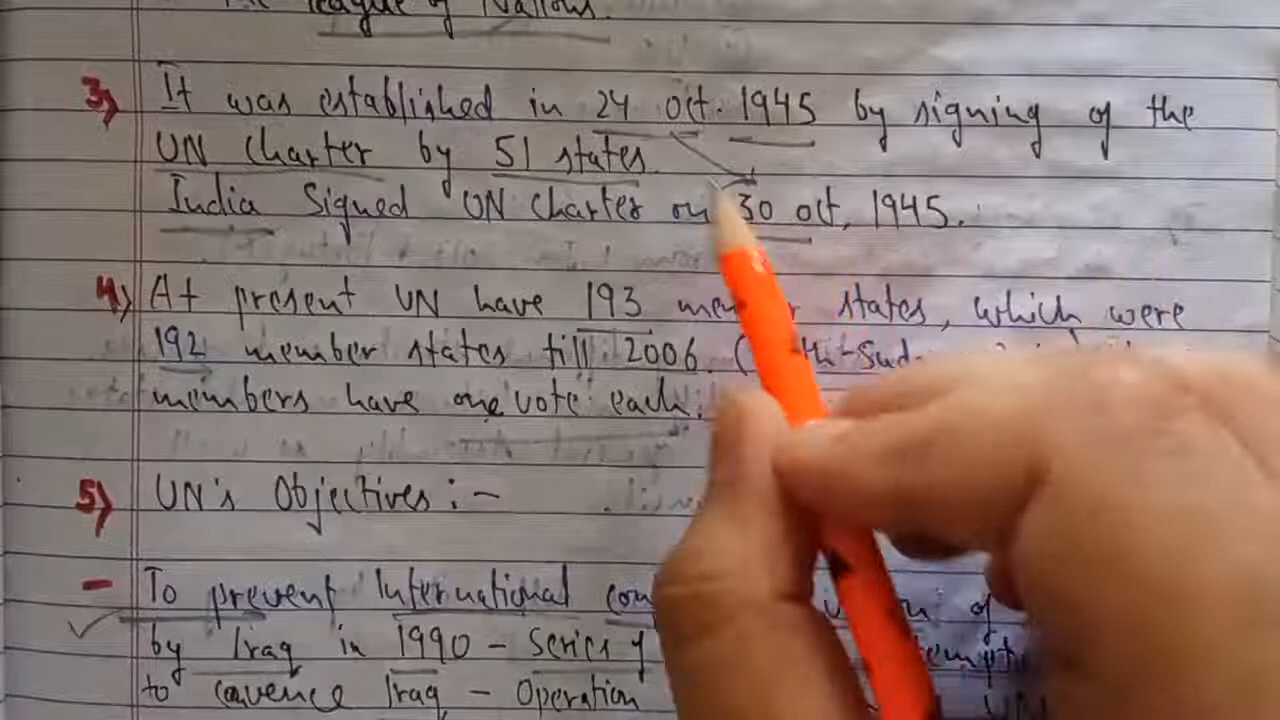 League of Nations.
3) It was established in 24 oct. 1945 by signing of the
UN Charter by 51 states.
India Signed UN Charter on 30 oct, 1945.
4) At present UN have 193 states, which were
192 member states till 2006. (
members have one vote each.
5) UN's Objectives :-
- To prevent International of
by Iraq in 1990 - Series
to convence Iraq - Operation